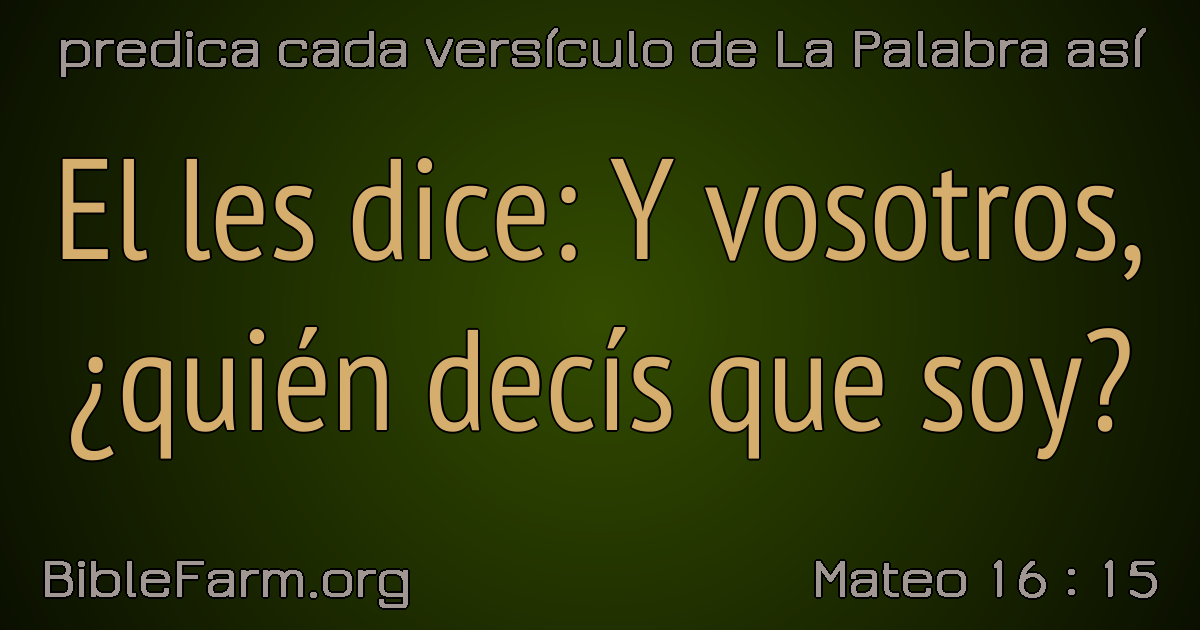 predica cada versículo de La Palabra así
El les dice: Y vosotros,
¿quién decís que soy?
BibleFarm.org
Mateo 16 : 15